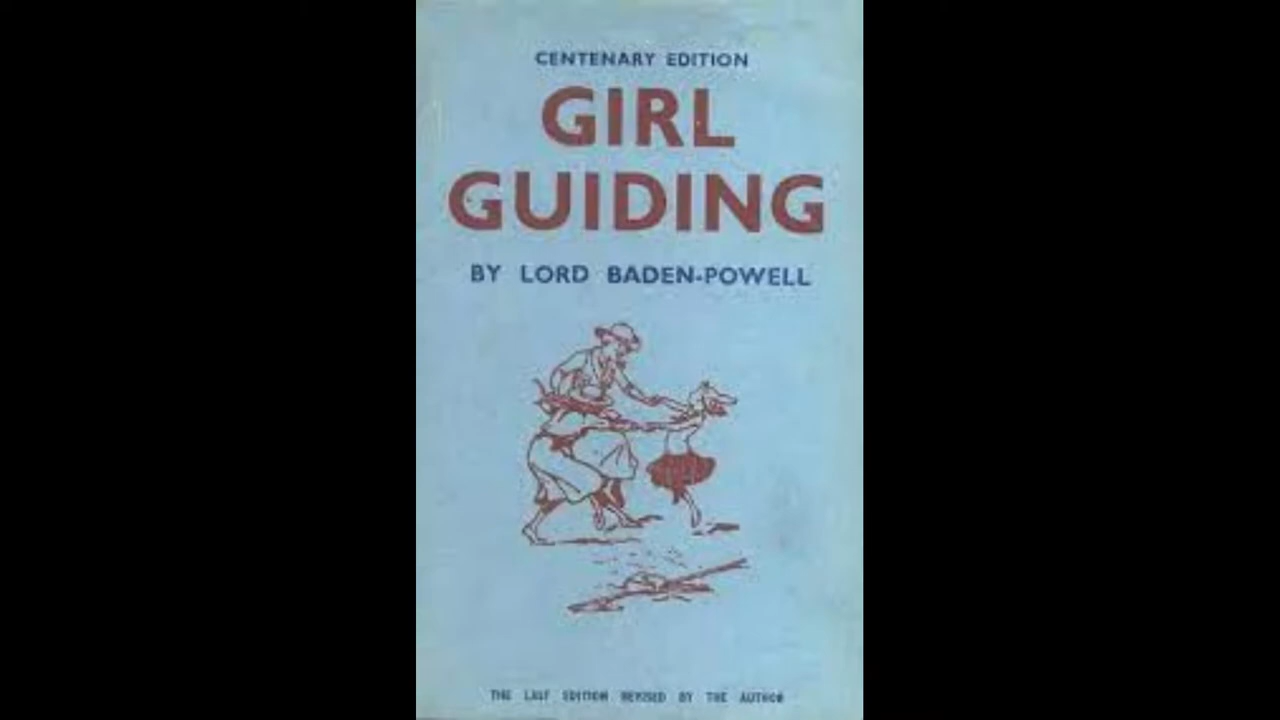 CENTENARY EDITION
GIRL
GUIDING
BY LORD BADEN-POWELL
THE LAST EDITION REVISED BY THE AUTHOR